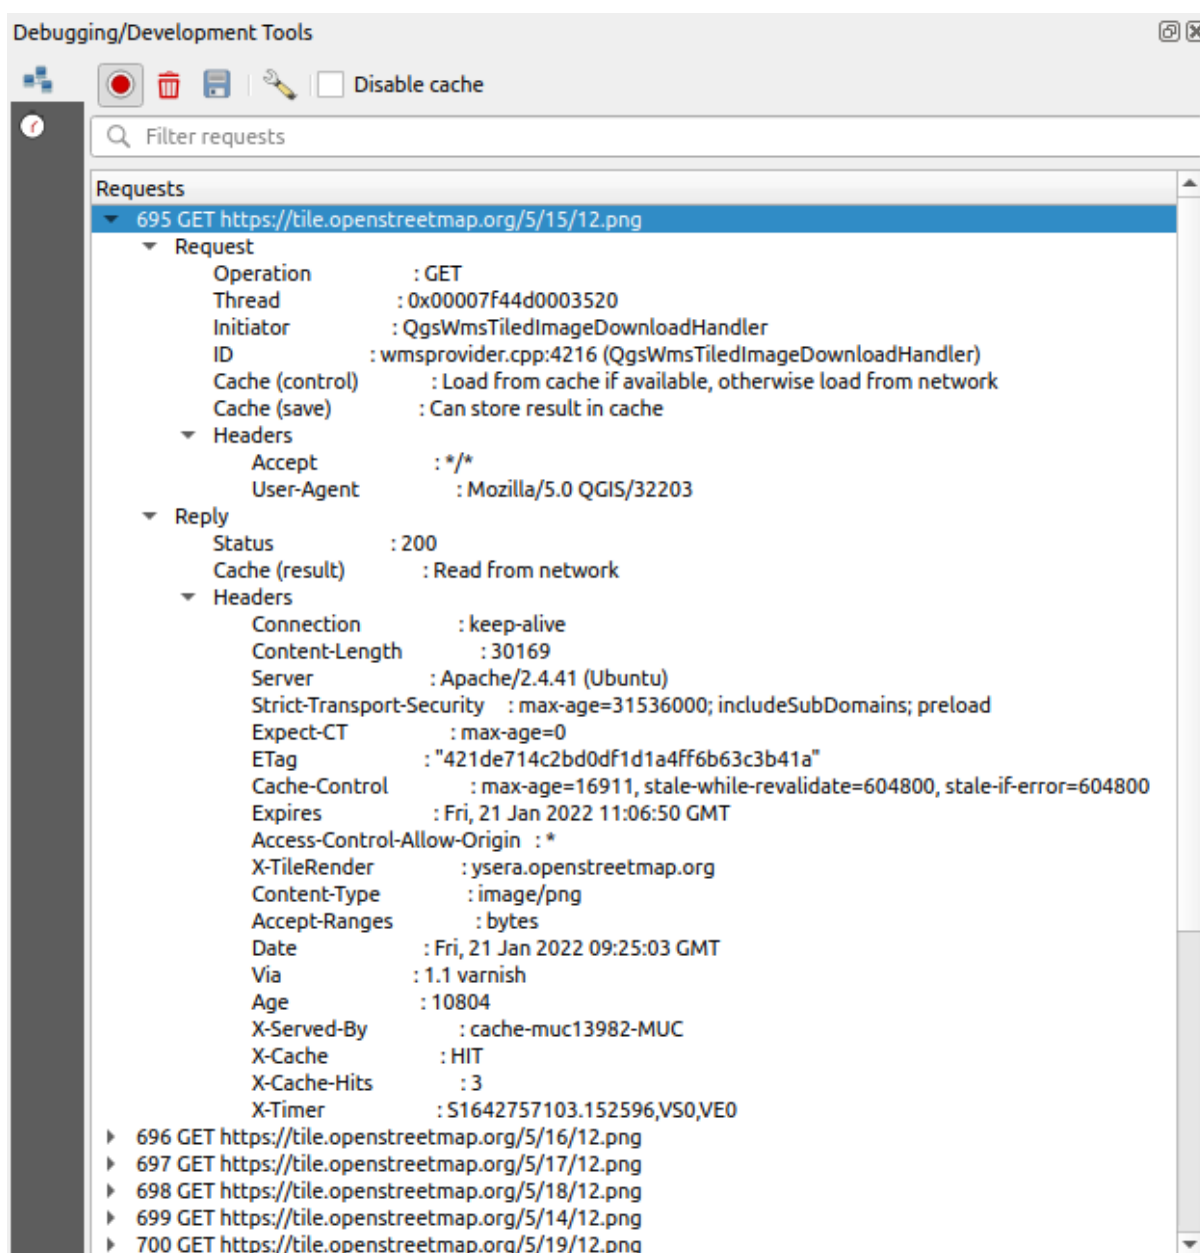 Debugging/Development Tools
Disable cache
Filter requests
Requests
695 GET https://tile.openstreetmap.org/5/15/12.png
Request
Operation : GET
Thread : 0x00007f44d0003520
Initiator : QgsWmsTiledImageDownloadHandler
ID : wmsprovider.cpp:4216 (QgsWmsTiledImageDownloadHandler)
Cache (control) : Load from cache if available, otherwise load from network
Cache (save) : Can store result in cache
Headers
Accept : */*
User-Agent : Mozilla/5.0 QGIS/32203
Reply
Status : 200
Cache (result) : Read from network
Headers
Connection : keep-alive
Content-Length : 30169
Server : Apache/2.4.41 (Ubuntu)
Strict-Transport-Security : max-age=31536000; includeSubDomains; preload
Expect-CT : max-age=0
ETag : "421de714c2bd0df1d1a4ff6b63c3b41a"
Cache-Control : max-age=16911, stale-while-revalidate=604800, stale-if-error=604800
Expires : Fri, 21 Jan 2022 11:06:50 GMT
Access-Control-Allow-Origin : *
X-TileRender : ysera.openstreetmap.org
Content-Type : image/png
Accept-Ranges : bytes
Date : Fri, 21 Jan 2022 09:25:03 GMT
Via : 1.1 varnish
Age : 10804
X-Served-By : cache-muc13982-MUC
X-Cache : HIT
X-Cache-Hits : 3
X-Timer : S1642757103.152596,VS0,VE0
696 GET https://tile.openstreetmap.org/5/16/12.png
697 GET https://tile.openstreetmap.org/5/17/12.png
698 GET https://tile.openstreetmap.org/5/18/12.png
699 GET https://tile.openstreetmap.org/5/14/12.png
700 GET https://tile.openstreetmap.org/5/19/12.png